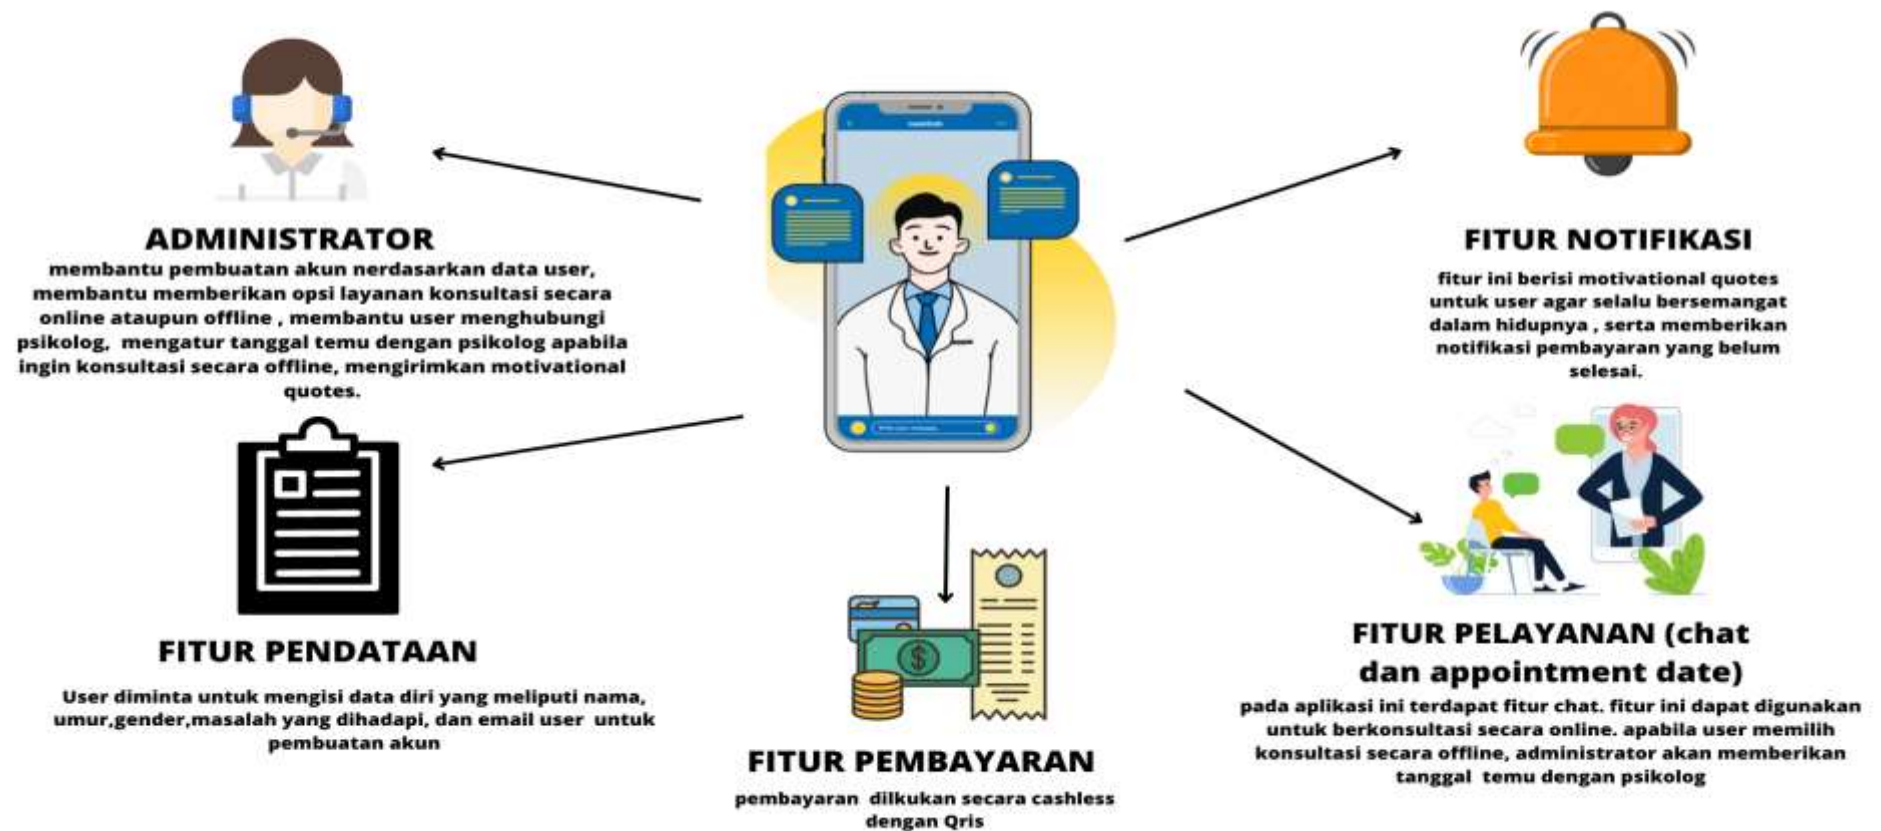 ADMINISTRATOR
membantu pembuatan akun nerdasarkan data user,
membantu memberikan opsi layanan konsultasi secara
online ataupun offline , membantu user menghubungi
psikolog, mengatur tanggal temu dengan psikolog apabila
ingin konsultasi secara offline, mengirimkan motivational
quotes.
FITUR PENDATAAN
User diminta untuk mengisi data diri yang meliputi nama,
umur,gender,masalah yang dihadapi, dan email user untuk
pembuatan akun
FITUR PEMBAYARAN
pembayaran dilkukan secara cashless
dengan Qris
FITUR NOTIFIKASI
fitur ini berisi motivational quotes
untuk user agar selalu bersemangat
dalam hidupnya , serta memberikan
notifikasi pembayaran yang belum
selesai.
FITUR PELAYANAN (chat
dan appointment date)
pada aplikasi ini terdapat fitur chat. fitur ini dapat digunakan
untuk berkonsultasi secara online. apabila user memilih
konsultasi secara offline, administrator akan memberikan
tanggal temu dengan psikolog